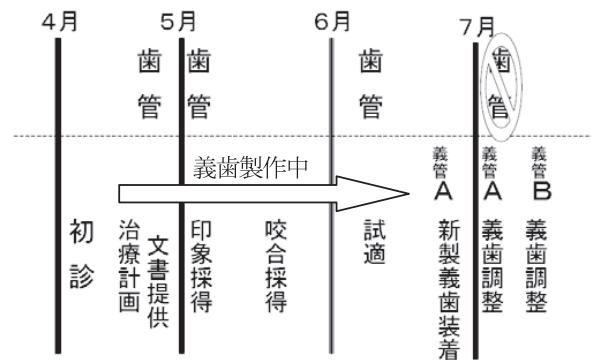 4月
5月
6月
7月
歯管
歯管
歯管
歯管
義管A
義管A
義管B
義歯製作中
初診
治療計画
文書提供
印象採得
咬合採得
試適
新製義歯装着
義歯調整
義歯調整